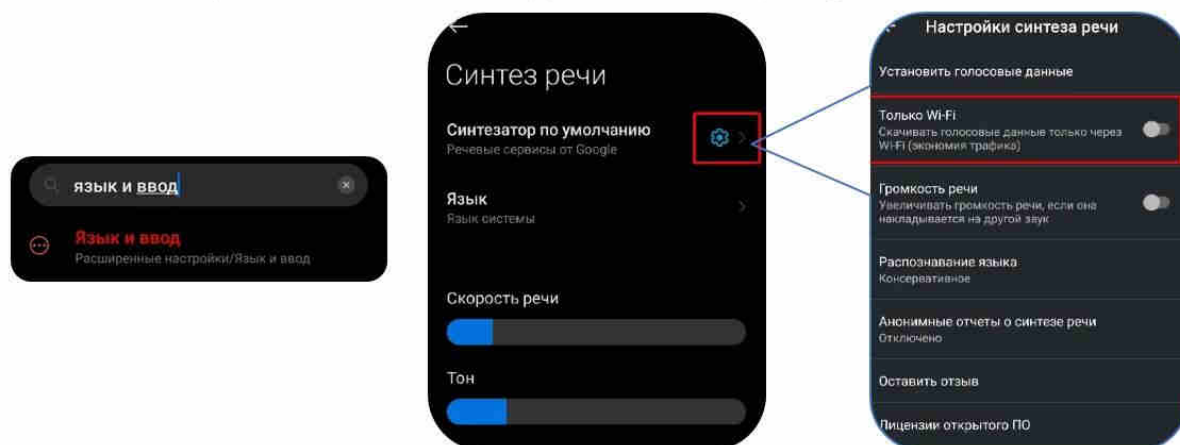 язык и ввод
Язык и ввод
Расширенные настройки/Язык и ввод
Синтез речи
Синтезатор по умолчанию
Речевые сервисы от Google
Язык
Язык системы
Скорость речи
Тон
Настройки синтеза речи
Установить голосовые данные
Только Wi-Fi
Скачивать голосовые данные только через
Wi-Fi (экономия трафика)
Громкость речи
Увеличивать громкость речи, если она
накладывается на другой звук
Распознавание языка
Консервативное
Анонимные отчеты о синтезе речи
Отключено
Оставить отзыв
Лицензии открытого ПО